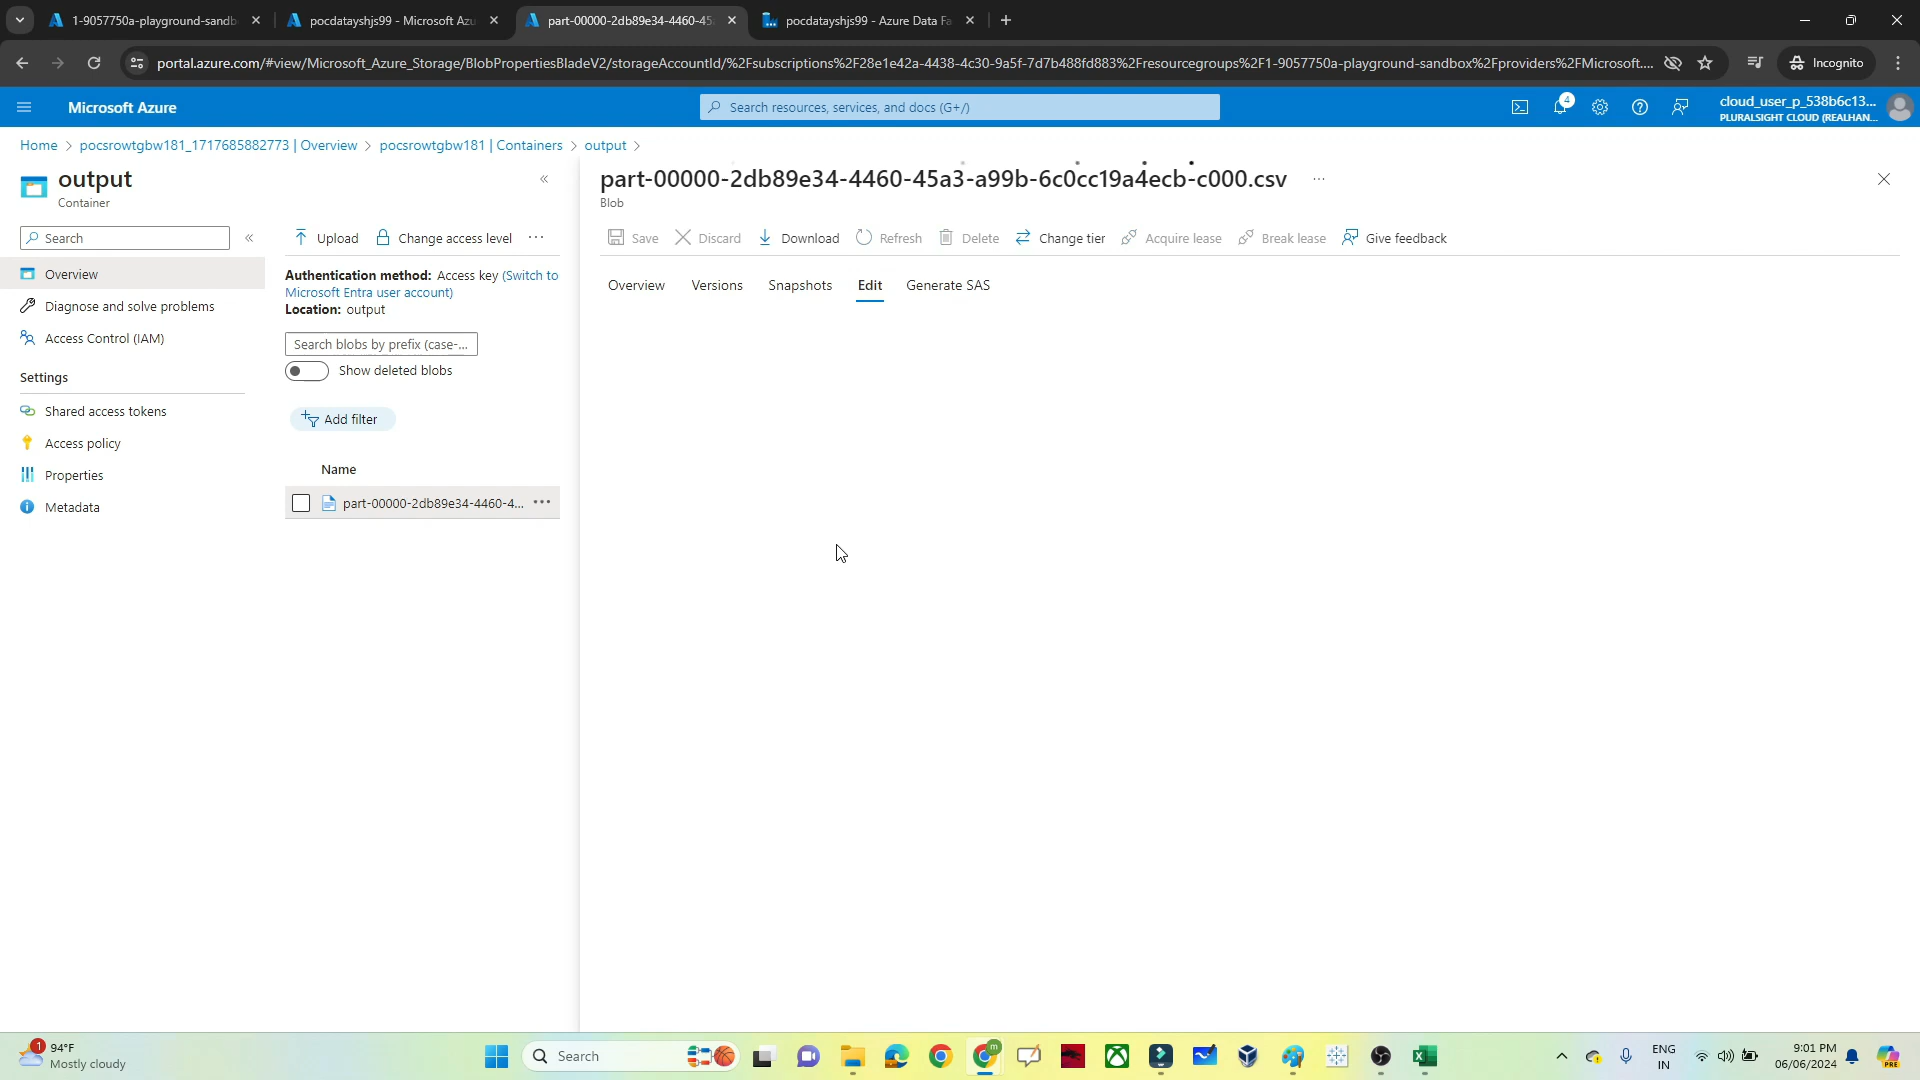 1-9057750a-playground-sandb
pocdatayshjs99 - Microsoft Azu
part-00000-2db89e34-4460-45
pocdatayshjs99 - Azure Data Fa
portal.azure.com/#view/Microsoft_Azure_Storage/BlobPropertiesBladeV2/storageAccountId/%2Fsubscriptions%2F28e1e42a-4438-4c30-9a5f-7d7b488fd883%2Fresourcegroups%2F1-9057750a-playground-sandbox%2Fproviders%2FMicrosoft....
Incognito
Microsoft Azure
Search resources, services, and docs (G+/)
4
cloud_user_p_538b6c13...
PLURALSIGHT CLOUD (REALHAN...
Home > pocsrowtgbw181_1717685882773 | Overview > pocsrowtgbw181 | Containers > output >
output
Container
part-00000-2db89e34-4460-45a3-a99b-6c0cc19a4ecb-c000.csv ...
Blob
Search
Upload
Change access level
...
Save
Discard
Download
Refresh
Delete
Change tier
Acquire lease
Break lease
Give feedback
Overview
Diagnose and solve problems
Access Control (IAM)
Settings
Shared access tokens
Access policy
Properties
Metadata
Authentication method: Access key (Switch to
Microsoft Entra user account)
Location: output
Search blobs by prefix (case-...
Show deleted blobs
Add filter
Name
part-00000-2db89e34-4460-4... ...
Overview
Versions
Snapshots
Edit
Generate SAS
1
94°F
Mostly cloudy
Search
m
ENG
IN
9:01 PM
06/06/2024
PRE